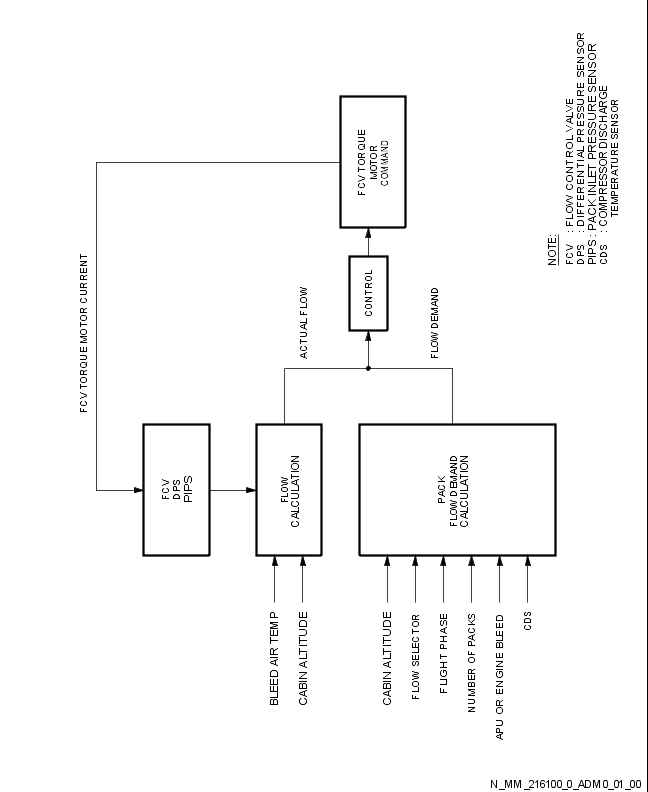 FCV TORQUE
MOTOR
COMMAND
CONTROL
ACTUAL FLOW
FLOW DEMAND
FCV TORQUE MOTOR CURRENT
FCV
DPS
PIPS
FLOW
CALCULATION
PACK
FLOW DEMAND
CALCULATION
BLEED AIR TEMP
CABIN ALTITUDE
CABIN ALTITUDE
FLOW SELECTOR
FLIGHT PHASE
NUMBER OF PACKS
APU OR ENGINE BLEED
CDS
NOTE:
FCV : FLOW CONTROL VALVE
DPS : DIFFERENTIAL PRESSURE SENSOR
PIPS : PACK INLET PRESSURE SENSOR
CDS : COMPRESSOR DISCHARGE
TEMPERATURE SENSOR
N_MM_216100_0_ADM0_01_00